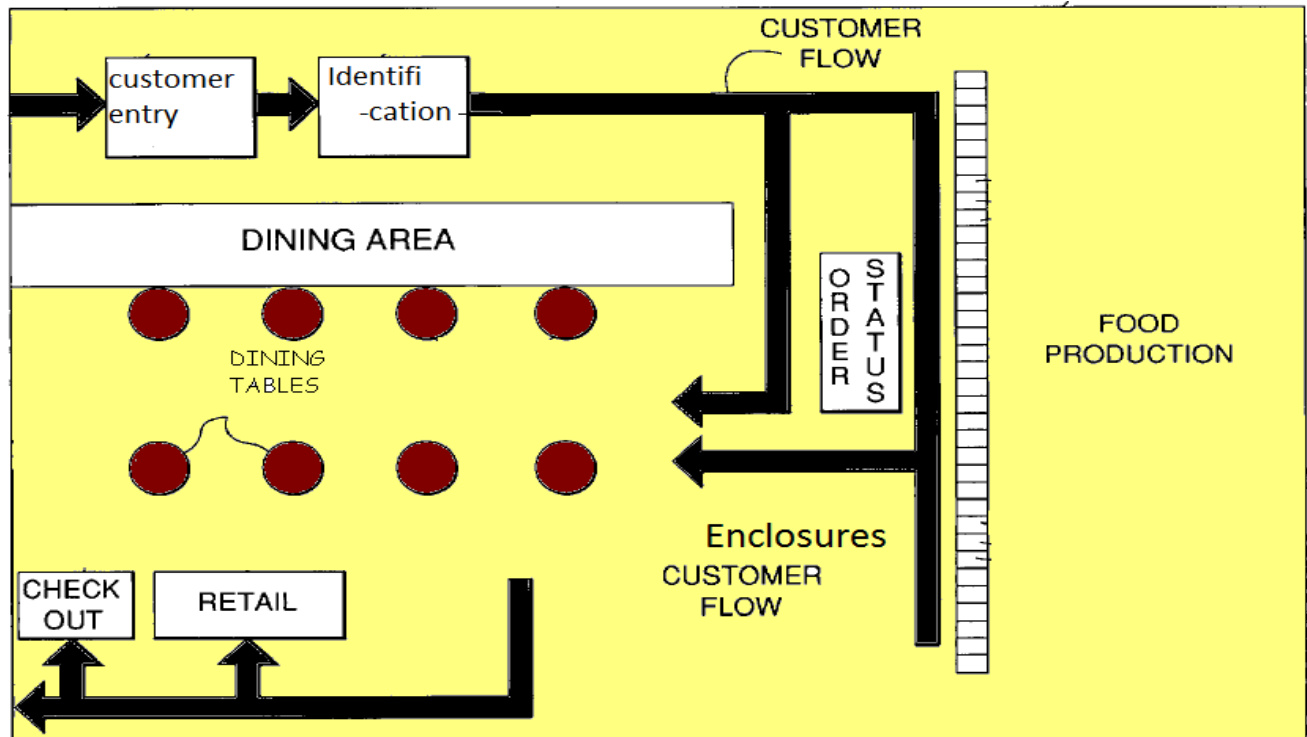 CUSTOMER
FLOW
customer
entry
Identifi
-cation
DINING AREA
ORDER
STATUS
FOOD
PRODUCTION
DINING
TABLES
Enclosures
CUSTOMER
FLOW
CHECK
OUT
RETAIL